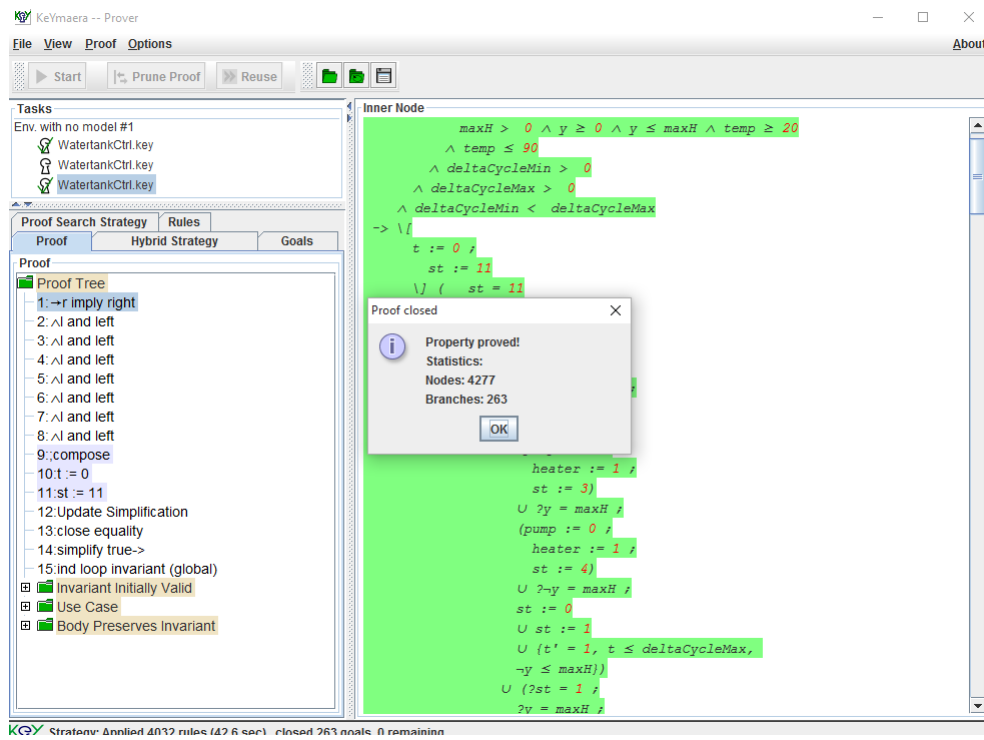 KeYmaera -- Prover
File View Proof Options About
Start Prune Proof Reuse
Tasks
Env. with no model #1
WatertankCtrl.key
WatertankCtrl.key
WatertankCtrl.key
Proof Search Strategy Rules
Proof Hybrid Strategy Goals
Proof
Proof Tree
1:→r imply right
2:∧l and left
3:∧l and left
4:∧l and left
5:∧l and left
6:∧l and left
7:∧l and left
8:∧l and left
9:;compose
10:t := 0
11:st := 11
12:Update Simplification
13:close equality
14:simplify true->
15:ind loop invariant (global)
Invariant Initially Valid
Use Case
Body Preserves Invariant
Inner Node
maxH > 0 ∧ y ≥ 0 ∧ y ≤ maxH ∧ temp ≥ 20
∧ temp ≤ 90
∧ deltaCycleMin > 0
∧ deltaCycleMax > 0
∧ deltaCycleMin < deltaCycleMax
-> \[
t := 0 ;
st := 11
\] ( st = 11
Proof closed
Property proved!
Statistics:
Nodes: 4277
Branches: 263
OK
;
heater := 1 ;
st := 3)
∪ ?y = maxH ;
(pump := 0 ;
heater := 1 ;
st := 4)
∪ ?¬y = maxH ;
st := 0
∪ st := 1
∪ {t' = 1, t ≤ deltaCycleMax,
¬y ≤ maxH})
∪ (?st = 1 ;
?y = maxH ;
KeY Strategy: Applied 4032 rules (42.6 sec), closed 263 goals, 0 remaining